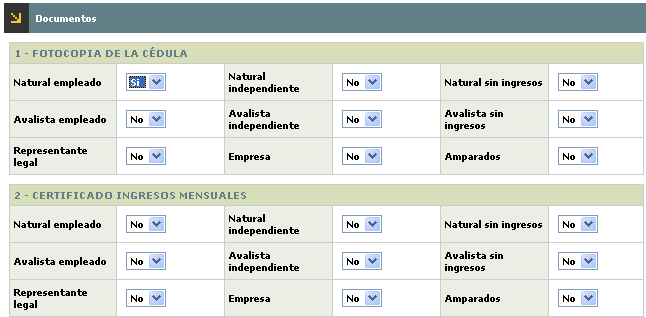 Documentos
1 - FOTOCOPIA DE LA CÉDULA
Natural empleado Si Natural independiente No Natural sin ingresos No
Avalista empleado No Avalista independiente No Avalista sin ingresos No
Representante legal No Empresa No Amparados No
2 - CERTIFICADO INGRESOS MENSUALES
Natural empleado No Natural independiente No Natural sin ingresos No
Avalista empleado No Avalista independiente No Avalista sin ingresos No
Representante legal No Empresa No Amparados No